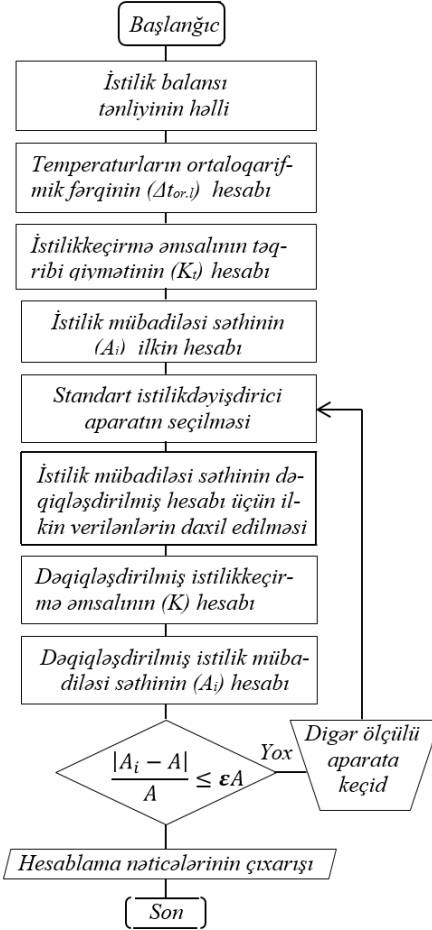 Başlanğıc
İstilik balansı
tənliyinin həlli
Temperaturların ortaloqarif-
mik fərqinin (Δtor.l) hesabı
İstilikkeçirmə əmsalının təq-
ribi qiymətinin (Kt) hesabı
İstilik mübadiləsi səthinin
(Ai) ilkin hesabı
Standart istilikdəyişdirici
aparatın seçilməsi
İstilik mübadiləsi səthinin də-
qiqləşdirilmiş hesabı üçün il-
kin verilənlərin daxil edilməsi
Dəqiqləşdirilmiş istilikkeçir-
mə əmsalının (K) hesabı
Dəqiqləşdirilmiş istilik müba-
diləsi səthinin (Ai) hesabı
|Ai − A| / A ≤ εA
Yox
Digər ölçülü
aparata
keçid
Hesablama nəticələrinin çıxarışı
Son